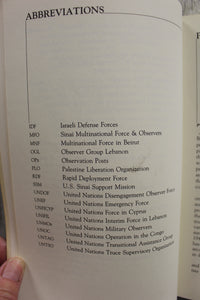 ABBREVIATIONS
IDF Israeli Defense Forces
MFO Sinai Multinational Force & Observers
MNF Multinational Force in Beirut
OGL Observer Group Lebanon
OPs Observation Posts
PLO Palestine Liberation Organization
RDF Rapid Deployment Force
SSM U.S. Sinai Support Mission
UNDOF United Nations Disengagement Observer Force
UNEF United Nations Emergency Force
UNFICYP United Nations Force in Cyprus
UNIFIL United Nations Interim Force in Lebanon
UNMOs United Nations Military Observers
UNOC United Nations Operation in the Congo
UNTAG United Nations Transitional Assistance Group
UNTSO United Nations Truce Supervisory Organization